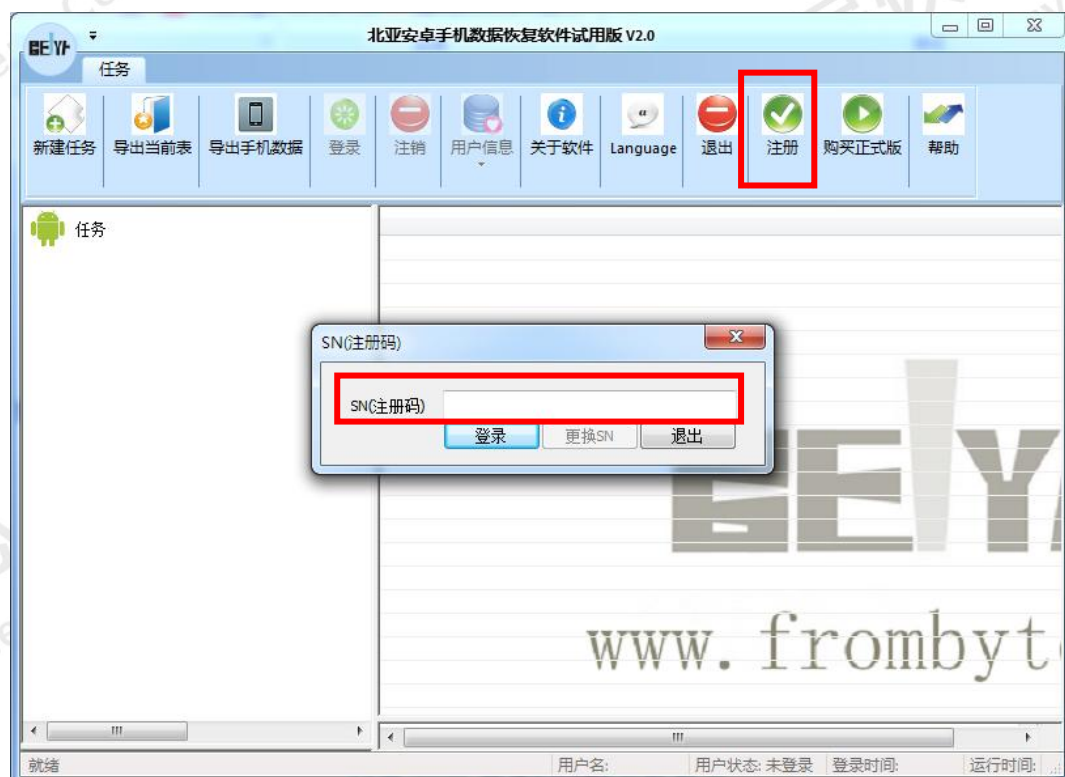 北亚安卓手机数据恢复软件试用版 V2.0
BEIYA
任务
新建任务 导出当前表 导出手机数据 登录 注销 用户信息 关于软件 Language 退出 注册 购买正式版 帮助
任务
SN(注册码)
SN(注册码)
登录 更换SN 退出
BEIY
www.frombyt
就绪 用户名: 用户状态: 未登录 登录时间: 运行时间: